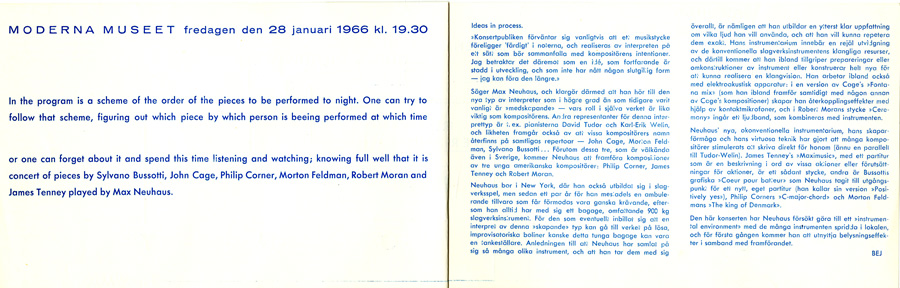 MODERNA MUSEET fredagen den 28 januari 1966 kl. 19.30
In the program is a scheme of the order of the pieces to be performed to night. One can try to
follow that scheme, figuring out which piece by which person is beeing performed at which time
or one can forget about it and spend this time listening and watching; knowing full well that it is
concert of pieces by Sylvano Bussotti, John Cage, Philip Corner, Morton Feldman, Robert Moran and
James Tenney played by Max Neuhaus.
Ideas in process.
»Konsertpubliken förväntar sig vanligtvis att ett musikstycke
föreligger 'färdigt' i noterna, och realiseras av interpreten på
ett sätt som bär sammanfalla med kompositörens intentioner.
Jag betraktar det däremot som en idé, som fortfarande är
stadd i utveckling, och som inte har nått någon slutgiltig form
— jag kan föra den längre.»
Säger Max Neuhaus, och klargör därmed att han hör till den
nya typ av interpreter som i högre grad än som tidigare varit
vanligt är »medskapande» — vars roll i själva verket är lika
viktig som kompositörens. Andra representanter för denna inter-
prettyp är t.ex. pianisterna David Tudor och Karl-Erik Welin,
och likheten framgår också av att vissa kompositörers namn
återfinns på samtligas repertoar — John Cage, Morton Feld-
man, Sylvano Bussotti... Förutom dessa tre, som är välkända
även i Sverige, kommer Neuhaus att framföra kompositioner
av tre unga amerikanska kompositörer: Philip Corner, James
Tenney och Robert Moran.
Neuhaus bor i New York, där han också utbildat sig i slag-
verksspel, men sedan ett par år för han mesadels en ambule-
rande tillvaro som får förmodas vara ganska krävande, efter-
som han alltid har med sig ett bagage, omfattande 900 kg
slagverksinstrument. För den som eventuellt inbillat sig att en
interpret av denna »skapande» typ kan gå till verket på lösa,
improvisatoriska boliner kanske detta tunga bagage kan vara
en tankeställare. Anledningen till att Neuhaus har samlat på
sig så många olika instrument, och att han tar dem med sig
överallt, är nämligen att han utbildar en ytterst klar uppfattning
om vilka ljud han vill använda, och att han vill kunna repetera
dem exakt. Hans instrumentarium innebär en rejäl utvidgning
av de konventionella slagverksinstrumentens klangliga resurser,
och därtill kommer att han ibland tillgriper prepareringar eller
omkonstruktioner av instrument eller konstruerar helt nya för
att kunna realisera en klangvision. Han arbetar ibland också
med elektroakustisk apparatur: i en version av Cage's »Fonta-
na mix» (som han ibland framför samtidigt med någon annan
av Cage's kompositioner) skapar han återkopplingseffekter med
hjälp av kontaktmikrofoner, och i Robert Morans stycke »Cere-
mony» ingår ett ljudband, som kombineras med instrumenten.
Neuhaus' nya, okonventionella instrumentarium, hans skapar-
förmåga och hans virtuosa teknik har gjort att många kompo-
sitörer stimulerats att skriva direkt för honom (ännu en parallell
till Tudor-Welin). James Tenney's »Maximusic», med ett partitur
som är en beskrivning i ord av vissa aktioner eller förutsätt-
ningar för aktioner, är ett sådant stycke, andra är Bussottis
grafiska »Coeur pour batteur» som Neuhaus tagit till utgångs-
punkt för ett nytt, eget partitur (han kallar sin version »Posi-
tively yes»), Philip Corners »C-major-chord» och Morton Feld-
mans »The king of Denmark».
Den här konserten har Neuhaus försökt göra till ett »instrumen-
tal environment» med de många instrumenten spridda i lokalen,
och för första gången kommer han att utnyttja belysningseffek-
ter i samband med framförandet.
BEJ